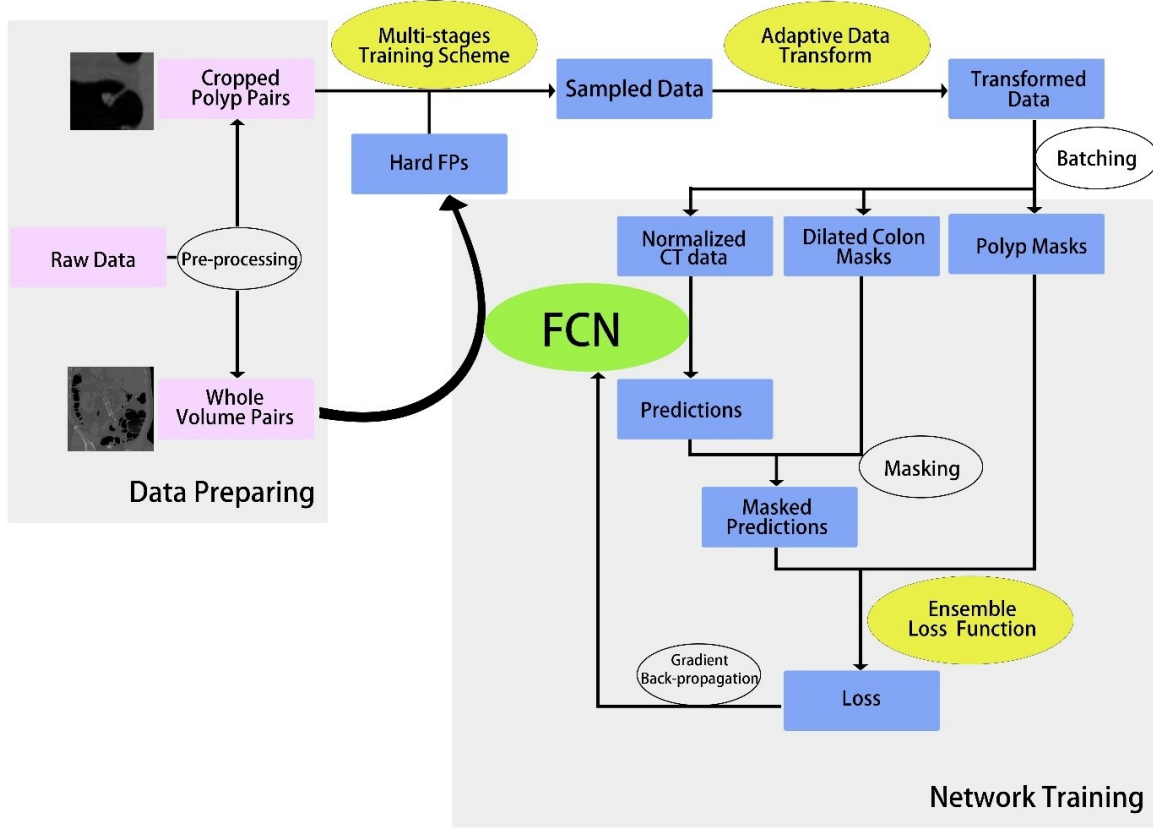 Multi-stages
Training Scheme
Adaptive Data
Transform
Cropped
Polyp Pairs
Sampled Data
Transformed
Data
Hard FPs
Batching
Raw Data
Pre-processing
Normalized
CT data
Dilated Colon
Masks
Polyp Masks
FCN
Whole
Volume Pairs
Predictions
Masking
Data Preparing
Masked
Predictions
Ensemble
Loss Function
Gradient
Back-propagation
Loss
Network Training